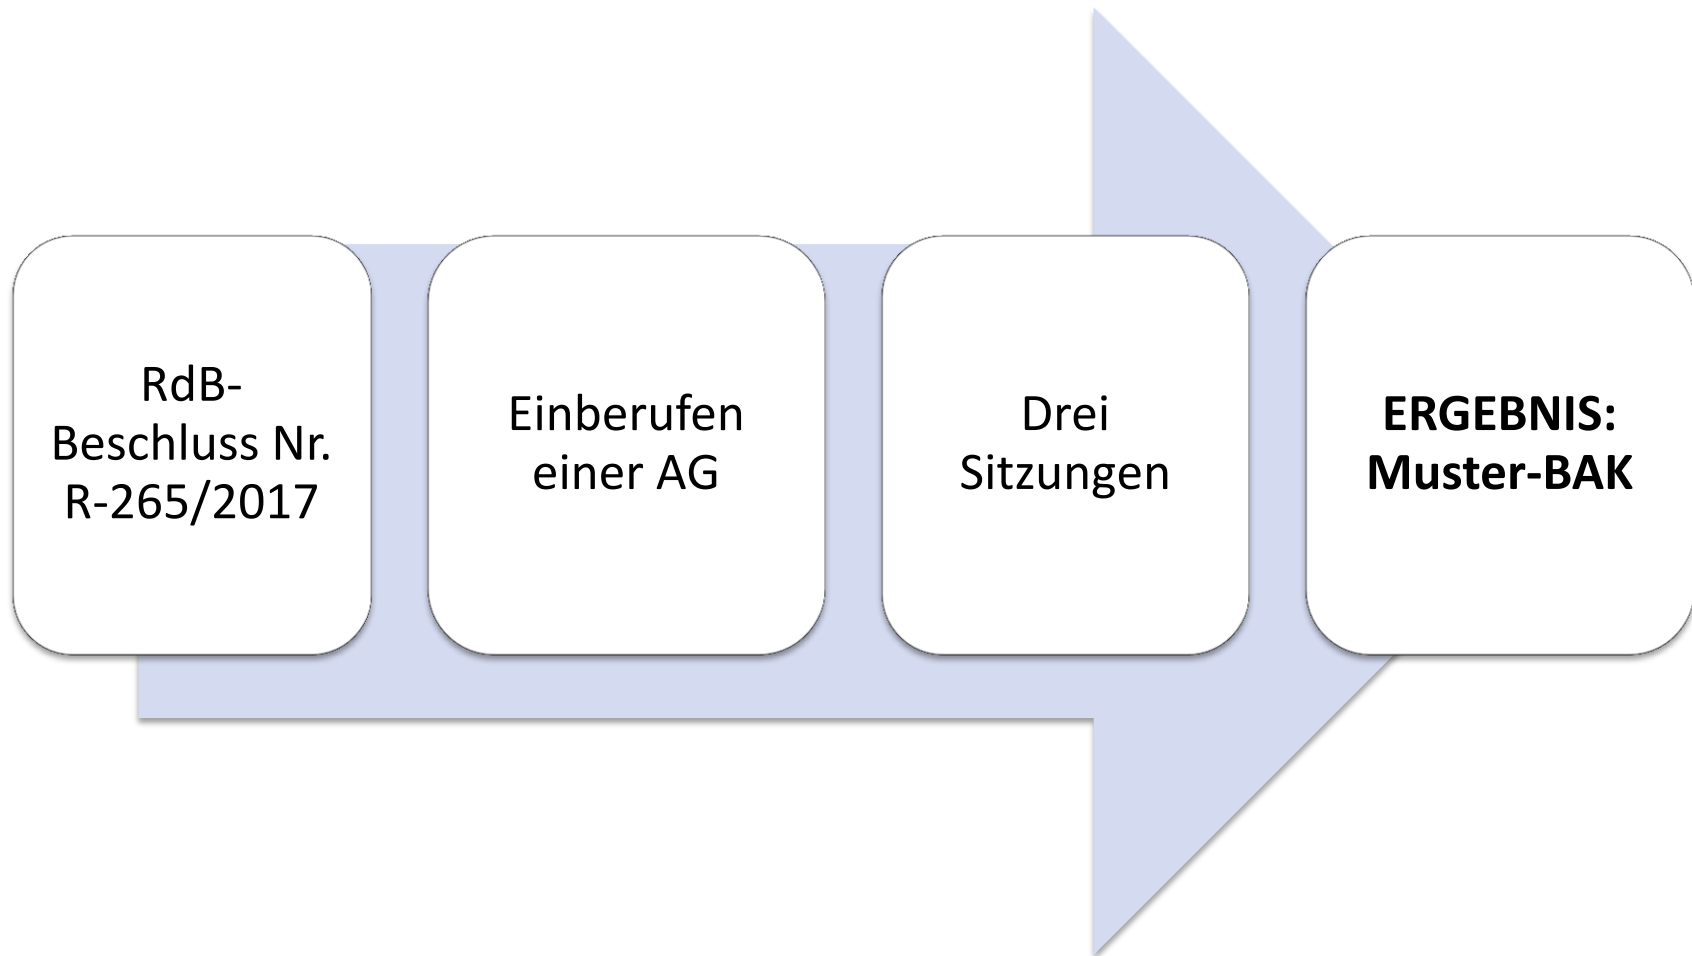 RdB-
Beschluss Nr.
R-265/2017
Einberufen
einer AG
Drei
Sitzungen
ERGEBNIS:
Muster-BAK